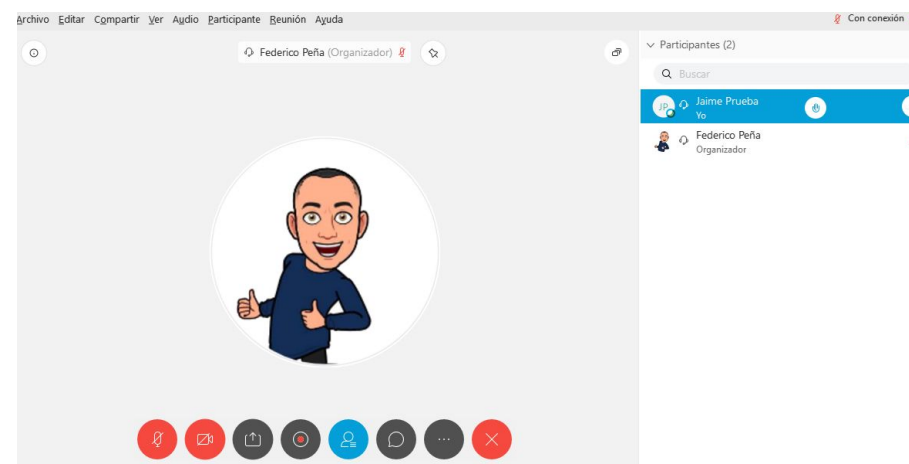 Archivo Editar Compartir Ver Audio Participante Reunión Ayuda
Con conexión
Federico Peña (Organizador)
Participantes (2)
Buscar
JP
Jaime Prueba
Yo
Federico Peña
Organizador